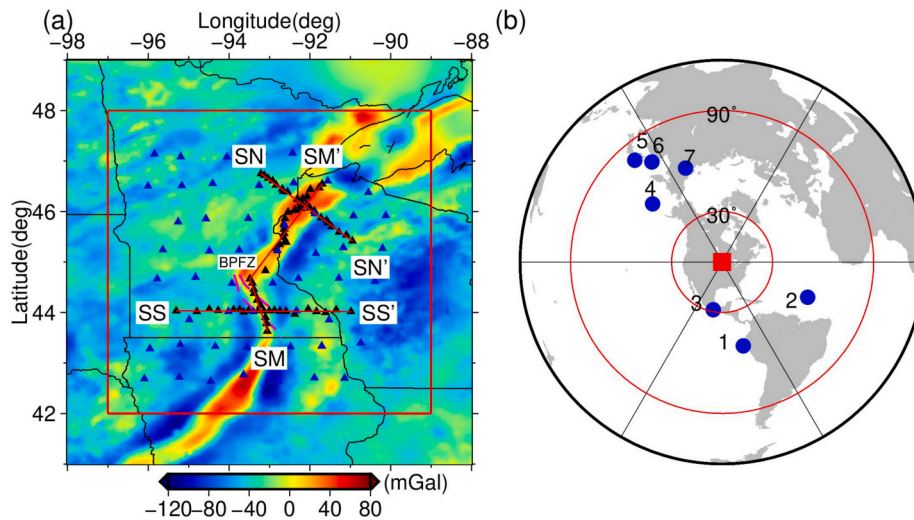 (a)
Longitude(deg)
−98 −96 −94 −92 −90 −88
Latitude(deg)
48
46
44
42
SN SM'
BPFZ
SN'
SS SS'
SM
−120 −80 −40 0 40 80
(mGal)
(b)
90°
30°
5
6
7
4
3
2
1